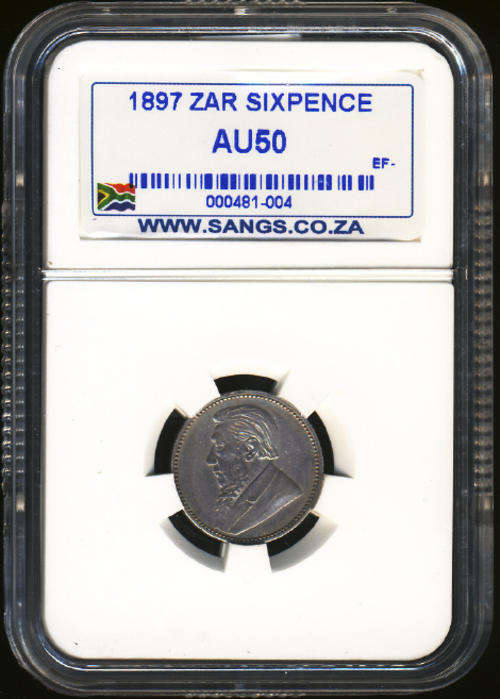 1897 ZAR SIXPENCE
AU50
EF-
000481-004
WWW.SANGS.CO.ZA